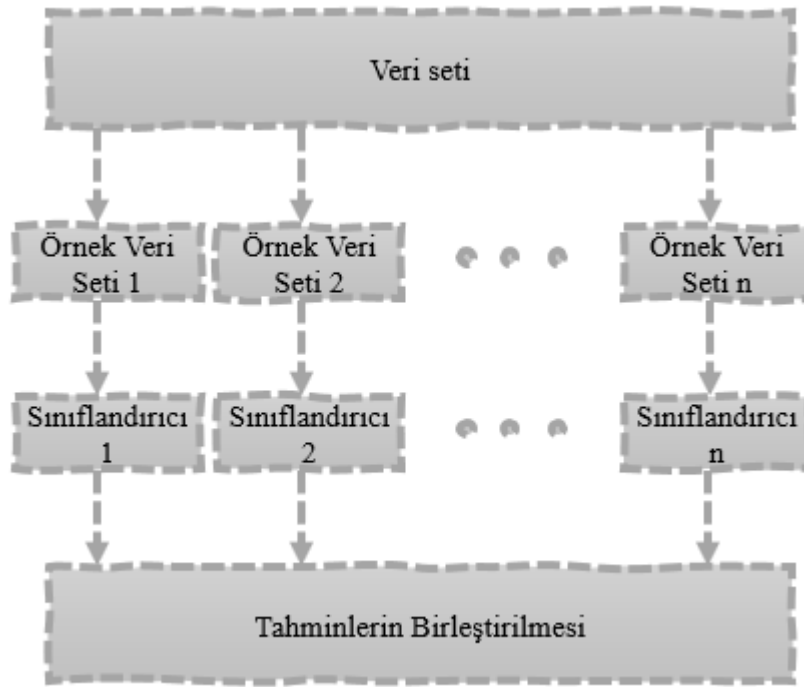 Veri seti
Örnek Veri
Seti 1
Örnek Veri
Seti 2
Örnek Veri
Seti n
Sınıflandırıcı
1
Sınıflandırıcı
2
Sınıflandırıcı
n
Tahminlerin Birleştirilmesi